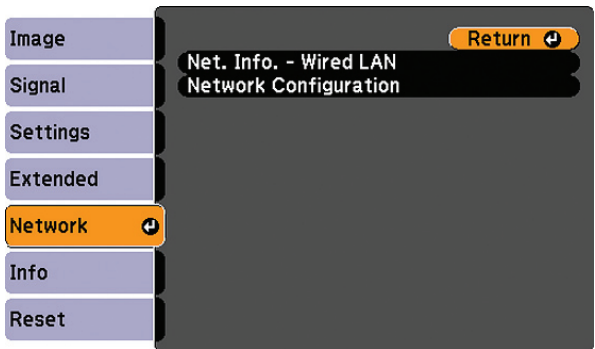 Image
Signal
Settings
Extended
Network
Info
Reset
Return
Net. Info. - Wired LAN
Network Configuration